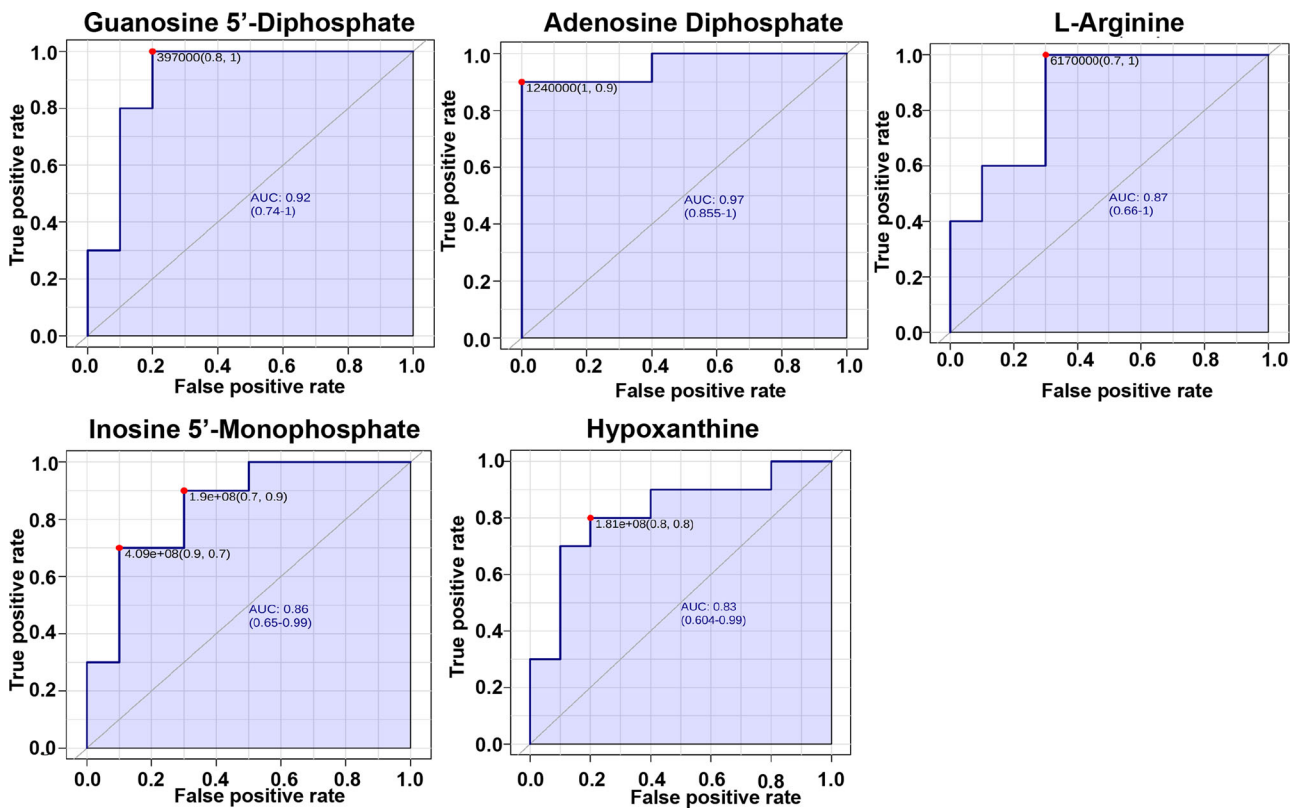 Guanosine 5’-Diphosphate
True positive rate
1.0
0.8
0.6
0.4
0.2
0.0
397000(0.8, 1)
AUC: 0.92
(0.74-1)
0.0 0.2 0.4 0.6 0.8 1.0
False positive rate
Adenosine Diphosphate
True positive rate
1.0
0.8
0.6
0.4
0.2
0.0
1240000(1, 0.9)
AUC: 0.97
(0.855-1)
0.0 0.2 0.4 0.6 0.8 1.0
False positive rate
L-Arginine
True positive rate
1.0
0.8
0.6
0.4
0.2
0.0
6170000(0.7, 1)
AUC: 0.87
(0.66-1)
0.0 0.2 0.4 0.6 0.8 1.0
False positive rate
Inosine 5’-Monophosphate
True positive rate
1.0
0.8
0.6
0.4
0.2
0.0
1.9e+08(0.7, 0.9)
4.09e+08(0.9, 0.7)
AUC: 0.86
(0.65-0.99)
0.0 0.2 0.4 0.6 0.8 1.0
False positive rate
Hypoxanthine
True positive rate
1.0
0.8
0.6
0.4
0.2
0.0
1.81e+08(0.8, 0.8)
AUC: 0.83
(0.604-0.99)
0.0 0.2 0.4 0.6 0.8 1.0
False positive rate